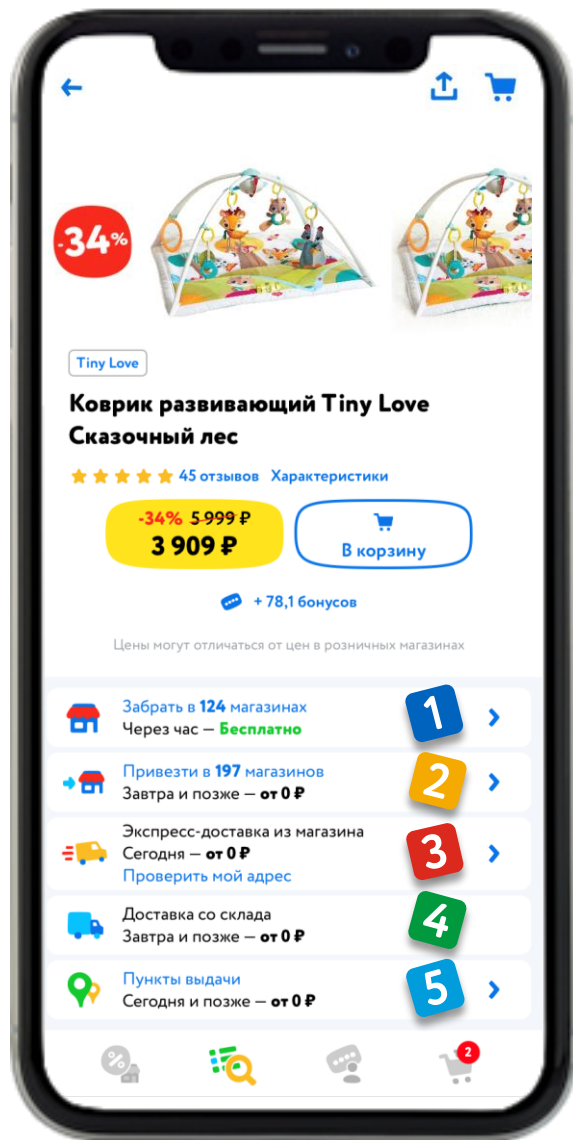 -34%
Tiny Love
Коврик развивающий Tiny Love
Сказочный лес
45 отзывов Характеристики
-34% 5 999 ₽
3 909 ₽
В корзину
+ 78,1 бонусов
Цены могут отличаться от цен в розничных магазинах
Забрать в 124 магазинах
Через час – Бесплатно
1
Привезти в 197 магазинов
Завтра и позже – от 0 ₽
2
Экспресс-доставка из магазина
Сегодня – от 0 ₽
Проверить мой адрес
3
Доставка со склада
Завтра и позже – от 0 ₽
4
Пункты выдачи
Сегодня и позже – от 0 ₽
5
%
2